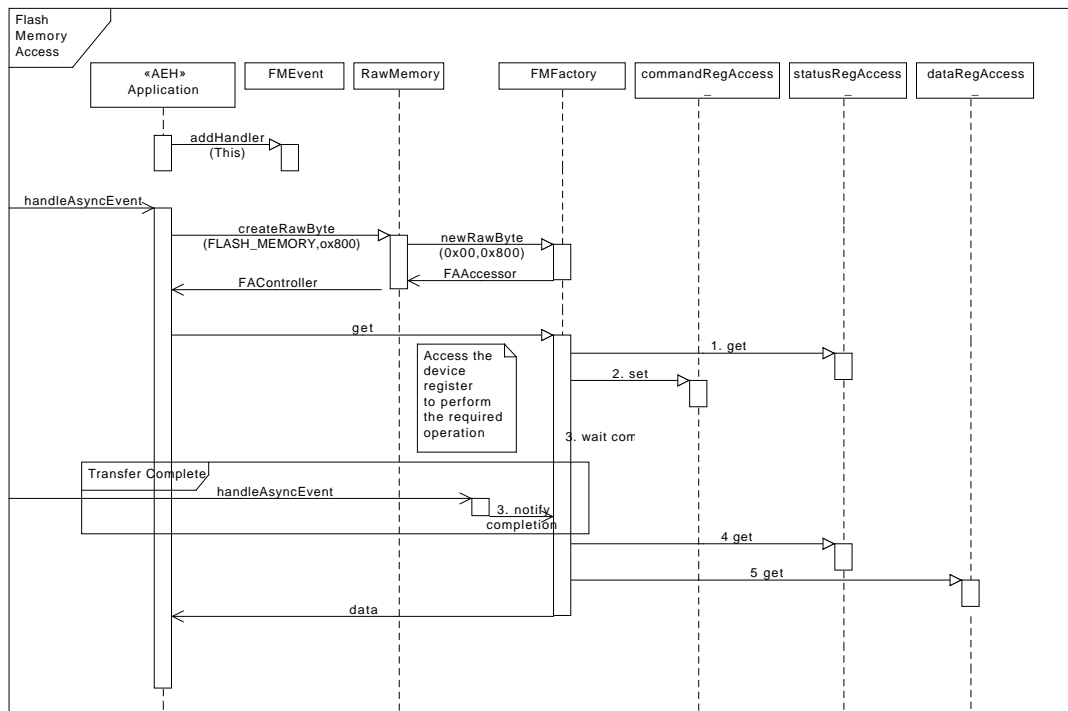 Flash
Memory
Access
«AEH»
Application
FMEvent
RawMemory
FMFactory
commandRegAccess
_
statusRegAccess
_
dataRegAccess
_
addHandler
(This)
handleAsyncEvent
createRawByte
(FLASH_MEMORY,ox800)
newRawByte
(0x00,0x800)
FAAccessor
FAController
get
Access the
device
register
to perform
the required
operation
1. get
2. set
3. wait com
Transfer Complete
handleAsyncEvent
3. notify
completion
4 get
5 get
data